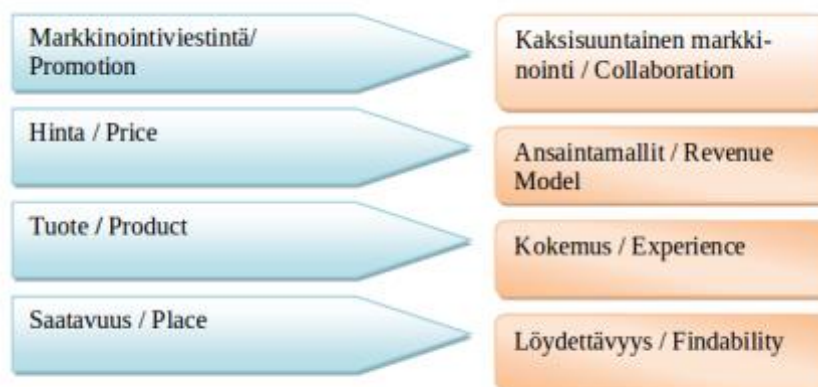 Markkinointiviestintä/
Promotion
Kaksisuuntainen markki-
nointi / Collaboration
Hinta / Price
Ansaintamallit / Revenue
Model
Tuote / Product
Kokemus / Experience
Saatavuus / Place
Löydettävyys / Findability